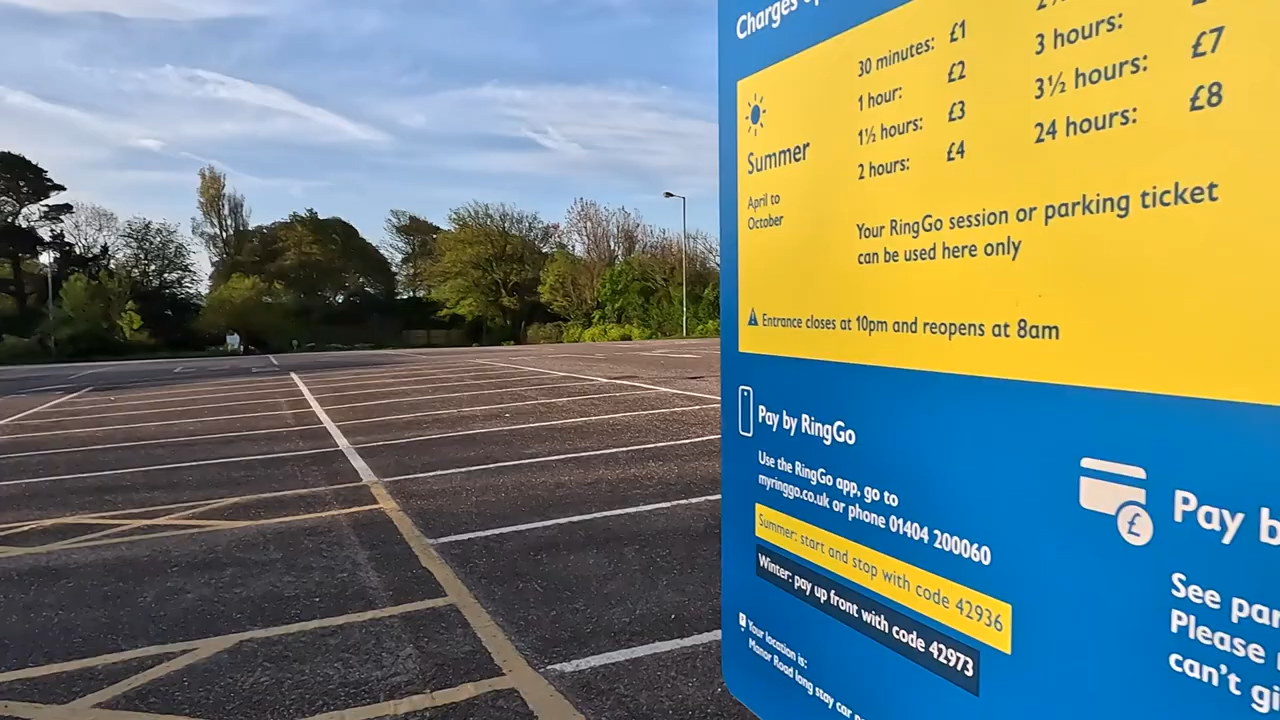 Charges
30 minutes: £1
1 hour: £2
1½ hours: £3
2 hours: £4
3 hours:
3½ hours: £7
24 hours: £8
Summer
April to
October
Your RingGo session or parking ticket
can be used here only
Entrance closes at 10pm and reopens at 8am
Pay by RingGo
Use the RingGo app, go to
myringgo.co.uk or phone 01404 200060
Summer: start and stop with code 42936
Winter: pay up front with code 42973
Your location is:
Manor Road long stay car
£
Pay b
See par
Please
can't gi